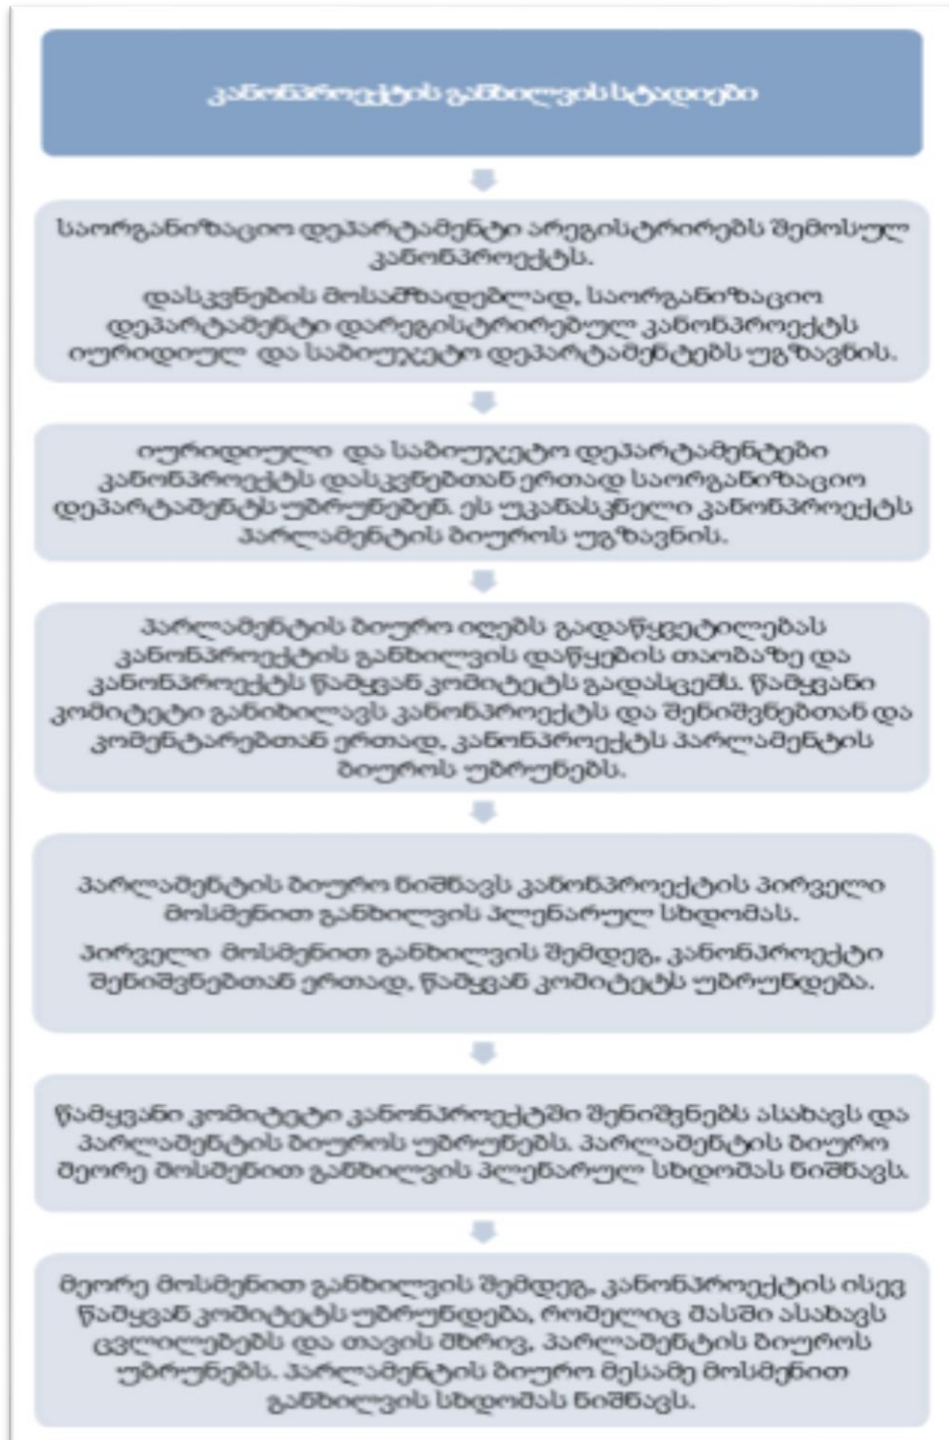 კანონპროექტის განხილვის სტადიები
საორგანიზაციო დეპარტამენტი არეგისტრირებს შემოსულ
კანონპროექტს.
დასკვნების მოსამზადებლად, საორგანიზაციო
დეპარტამენტი დარეგისტრირებულ კანონპროექტს
იურიდიულ და საბიუჯეტო დეპარტამენტებს უგზავნის.
იურიდიული და საბიუჯეტო დეპარტამენტები
კანონპროექტს დასკვნებთან ერთად საორგანიზაციო
დეპარტამენტს უბრუნებენ. ეს უკანასკნელი კანონპროექტს
პარლამენტის ბიუროს უგზავნის.
პარლამენტის ბიურო იღებს გადაწყვეტილებას
კანონპროექტის განხილვის დაწყების თაობაზე და
კანონპროექტს წამყვან კომიტეტს გადასცემს. წამყვანი
კომიტეტი განიხილავს კანონპროექტს და შენიშვნებთან და
კომენტარებთან ერთად, კანონპროექტს პარლამენტის
ბიუროს უბრუნებს.
პარლამენტის ბიურო ნიშნავს კანონპროექტის პირველი
მოსმენით განხილვის პლენარულ სხდომას.
პირველი მოსმენით განხილვის შემდეგ, კანონპროექტი
შენიშვნებთან ერთად, წამყვან კომიტეტს უბრუნდება.
წამყვანი კომიტეტი კანონპროექტში შენიშვნებს ასახავს და
პარლამენტის ბიუროს უბრუნებს. პარლამენტის ბიურო
მეორე მოსმენით განხილვის პლენარულ სხდომას ნიშნავს.
მეორე მოსმენით განხილვის შემდეგ, კანონპროექტის ისევ
წამყვან კომიტეტს უბრუნდება, რომელიც მასში ასახავს
ცვლილებებს და თავის მხრივ, პარლამენტის ბიუროს
უბრუნებს. პარლამენტის ბიურო მესამე მოსმენით
განხილვის სხდომას ნიშნავს.